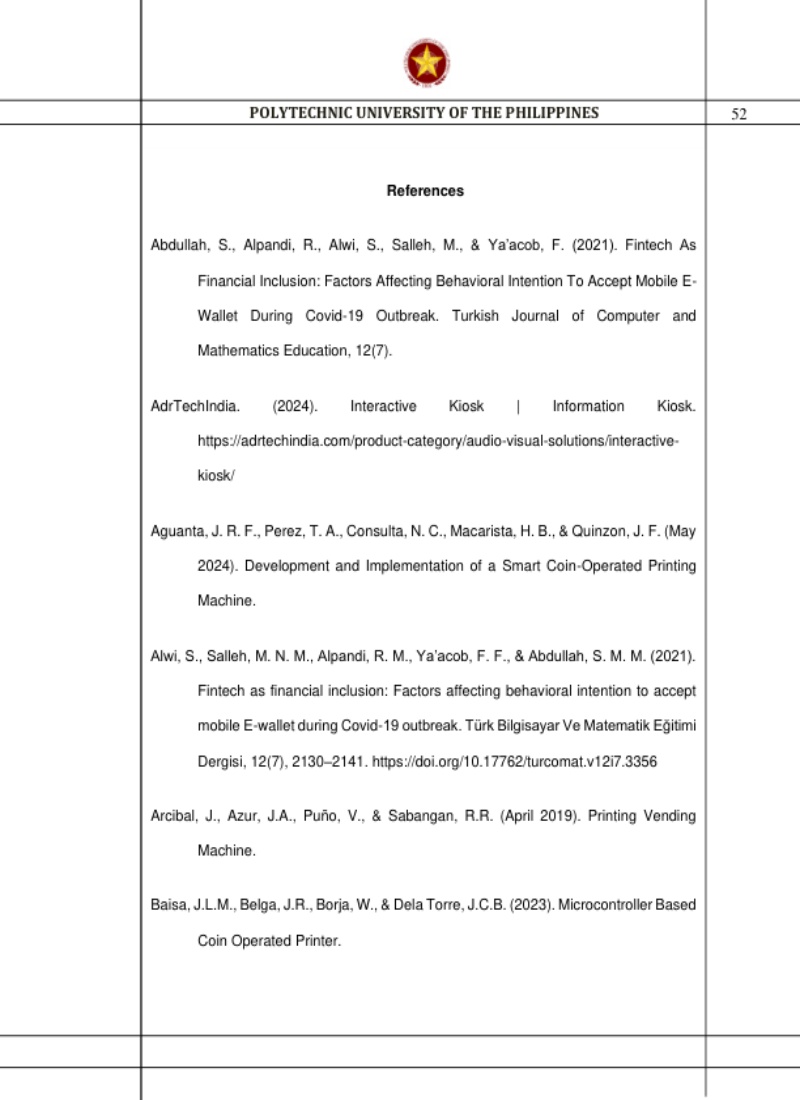 POLYTECHNIC UNIVERSITY OF THE PHILIPPINES 52
References
Abdullah, S., Alpandi, R., Alwi, S., Salleh, M., & Ya'acob, F. (2021). Fintech As
Financial Inclusion: Factors Affecting Behavioral Intention To Accept Mobile E-
Wallet During Covid-19 Outbreak. Turkish Journal of Computer and
Mathematics Education, 12(7).
AdrTechIndia. (2024). Interactive Kiosk | Information Kiosk.
https://adrtechindia.com/product-category/audio-visual-solutions/interactive-
kiosk/
Aguanta, J. R. F., Perez, T. A., Consulta, N. C., Macarista, H. B., & Quinzon, J. F. (May
2024). Development and Implementation of a Smart Coin-Operated Printing
Machine.
Alwi, S., Salleh, M. N. M., Alpandi, R. M., Ya'acob, F. F., & Abdullah, S. M. M. (2021).
Fintech as financial inclusion: Factors affecting behavioral intention to accept
mobile E-wallet during Covid-19 outbreak. Türk Bilgisayar Ve Matematik Eğitimi
Dergisi, 12(7), 2130–2141. https://doi.org/10.17762/turcomat.v12i7.3356
Arcibal, J., Azur, J.A., Puño, V., & Sabangan, R.R. (April 2019). Printing Vending
Machine.
Baisa, J.L.M., Belga, J.R., Borja, W., & Dela Torre, J.C.B. (2023). Microcontroller Based
Coin Operated Printer.